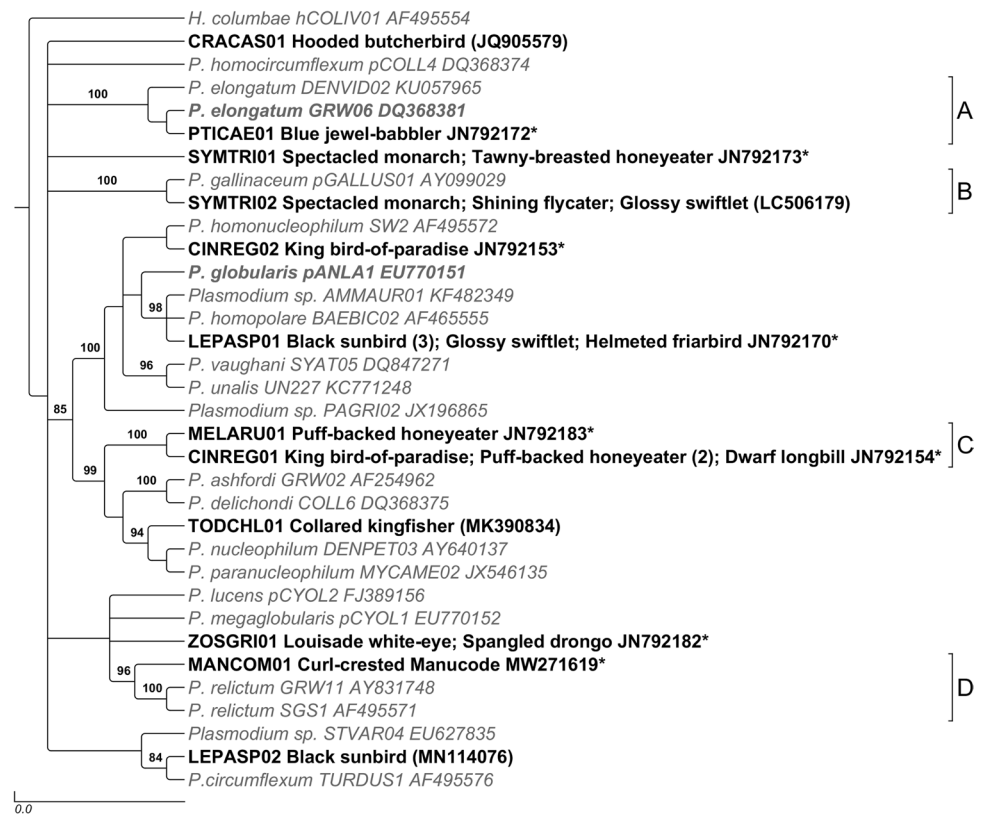 H. columbae hCOLIV01 AF495554
CRACAS01 Hooded butcherbird (JQ905579)
P. homocircumflexum pCOLL4 DQ368374
P. elongatum DENVID02 KU057965
100
P. elongatum GRW06 DQ368381
A
PTICAE01 Blue jewel-babbler JN792172*
SYMTRI01 Spectacled monarch; Tawny-breasted honeyeater JN792173*
P. gallinaceum pGALLUS01 AY099029
100
B
SYMTRI02 Spectacled monarch; Shining flycater; Glossy swiftlet (LC506179)
P. homonucleophilum SW2 AF495572
CINREG02 King bird-of-paradise JN792153*
P. globularis pANLA1 EU770151
Plasmodium sp. AMMAUR01 KF482349
98
P. homopolare BAEBIC02 AF465555
LEPASP01 Black sunbird (3); Glossy swiftlet; Helmeted friarbird JN792170*
100
P. vaughani SYAT05 DQ847271
96
P. unalis UN227 KC771248
Plasmodium sp. PAGRI02 JX196865
85
MELARU01 Puff-backed honeyeater JN792183*
100
C
CINREG01 King bird-of-paradise; Puff-backed honeyeater (2); Dwarf longbill JN792154*
99
P. ashfordi GRW02 AF254962
100
P. delichondi COLL6 DQ368375
TODCHL01 Collared kingfisher (MK390834)
94
P. nucleophilum DENPET03 AY640137
P. paranucleophilum MYCAME02 JX546135
P. lucens pCYOL2 FJ389156
P. megaglobularis pCYOL1 EU770152
ZOSGRI01 Louisade white-eye; Spangled drongo JN792182*
MANCOM01 Curl-crested Manucode MW271619*
96
P. relictum GRW11 AY831748
100
D
P. relictum SGS1 AF495571
Plasmodium sp. STVAR04 EU627835
LEPASP02 Black sunbird (MN114076)
84
P.circumflexum TURDUS1 AF495576
0.0